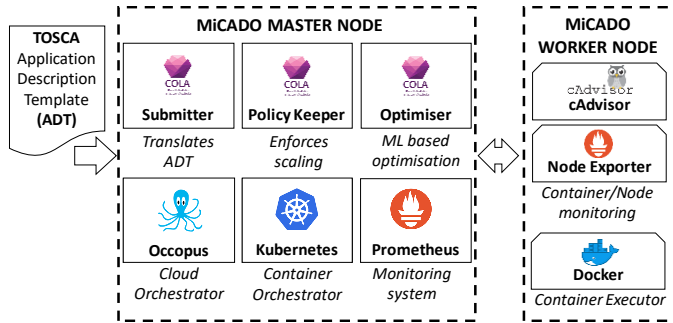 TOSCA
Application
Description
Template
(ADT)
MiCADO MASTER NODE
COLA
Submitter
Translates
ADT
COLA
Policy Keeper
Enforces
scaling
COLA
Optimiser
ML based
optimisation
Occopus
Cloud
Orchestrator
Kubernetes
Container
Orchestrator
Prometheus
Monitoring
system
MiCADO
WORKER NODE
cAdvisor
cAdvisor
Node Exporter
Container/Node
monitoring
Docker
Container Executor